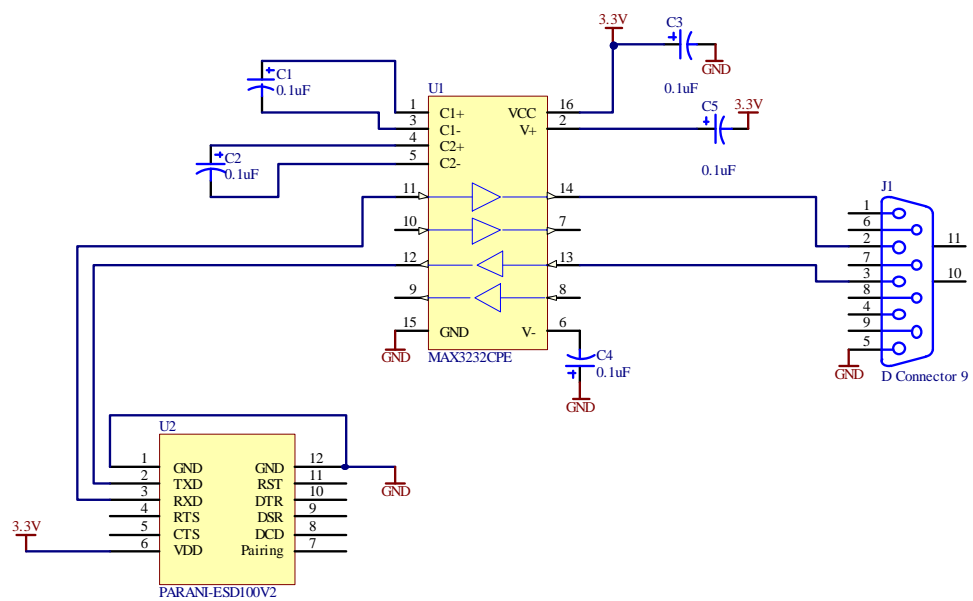 3.3V
C3
GND
0.1uF
C1
0.1uF
C5
3.3V
0.1uF
C2
0.1uF
U1
1 C1+ VCC 16
3 C1- V+ 2
4 C2+
5 C2-
11 14
10 7
12 13
9 8
15 GND V- 6
GND
MAX3232CPE
C4
0.1uF
GND
J1
1
6
2 11
7
3 10
8
4
9
5
GND
D Connector 9
U2
1 GND GND 12
2 TXD RST 11
3 RXD DTR 10
4 RTS DSR 9
5 CTS DCD 8
6 VDD Pairing 7
GND
3.3V
PARANI-ESD100V2
+
+
+
+
+